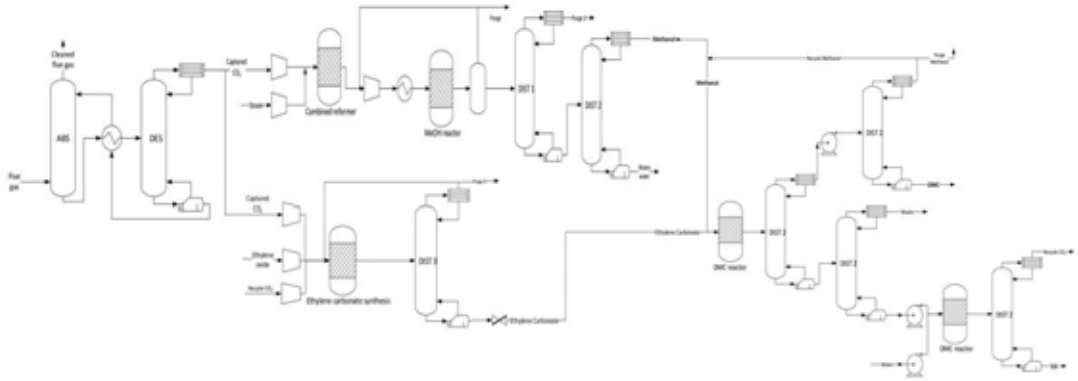 Cleaned
flue gas
Flue
gas
ABS
DES
Captured
CO₂
Steam
Combined reformer
MeOH reactor
Purge
DIST 1
Purge 2
DIST 2
Methanol
Waste
water
Methanol
Recycle Methanol
Purge
Methanol
Captured
CO₂
Ethylene
oxide
Recycle CO₂
Ethylene carbonate synthesis
DIST 3
Ethylene Carbonate
Ethylene Carbonate
DMC reactor
DIST 2
DIST 2
DMC
DIST 2
Water
DMC reactor
DIST 2
Recycle CO₂